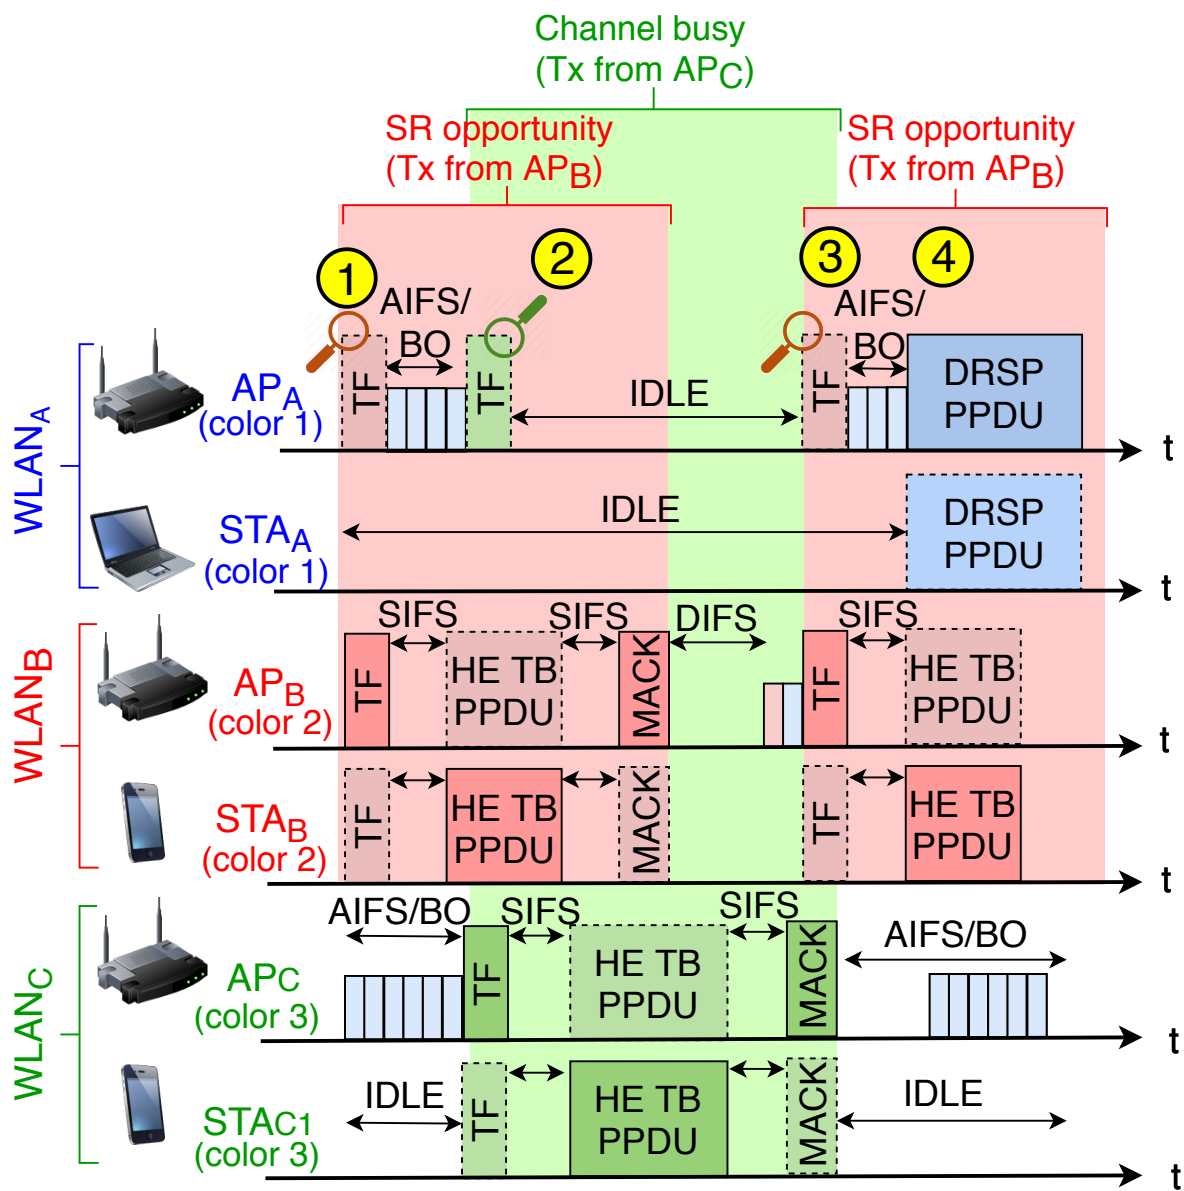 Channel busy
(Tx from APC)
SR opportunity
(Tx from APB)
SR opportunity
(Tx from APB)
1
2
3
4
AIFS/
BO
AIFS/
BO
WLANA
APA
(color 1)
TF
TF
IDLE
TF
DRSP
PPDU
t
STAA
(color 1)
IDLE
DRSP
PPDU
t
WLANB
APB
(color 2)
TF
SIFS
HE TB
PPDU
SIFS
MACK
DIFS
TF
SIFS
HE TB
PPDU
t
STAB
(color 2)
TF
HE TB
PPDU
MACK
TF
HE TB
PPDU
t
WLANC
APC
(color 3)
AIFS/BO
TF
SIFS
HE TB
PPDU
SIFS
MACK
AIFS/BO
t
STAC1
(color 3)
IDLE
TF
HE TB
PPDU
MACK
IDLE
t